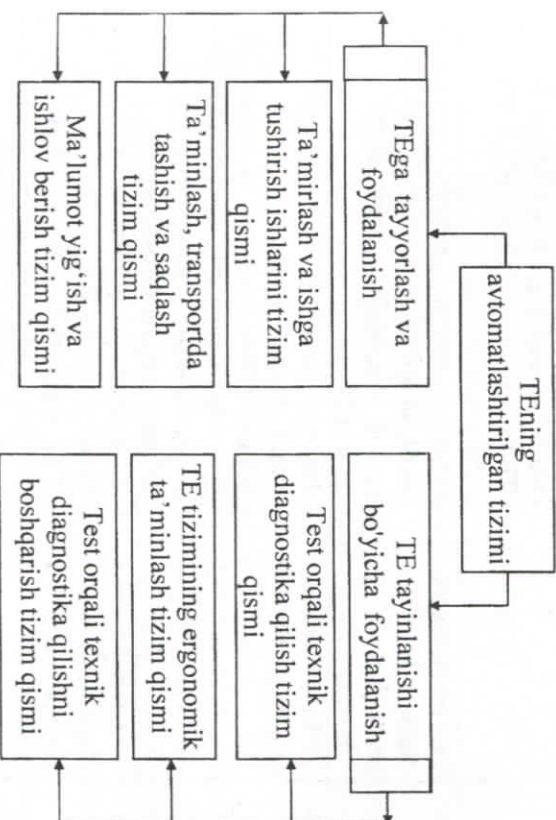 TEning
avtomatlashtirilgan tizimi
TEga tayyorlash va
foydalanish
Ta’mirlash va ishga
tushirish ishlarini tizim
qismi
Ta’minlash, transportda
tashish va saqlash
tizim qismi
Ma’lumot yig‘ish va
ishlov berish tizim qismi
TE tayinlanishi
bo'yicha foydalanish
Test orqali texnik
diagnostika qilish tizim
qismi
TE tizimining ergonomik
ta’minlash tizim qismi
Test orqali texnik
diagnostika qilishni
boshqarish tizim qismi